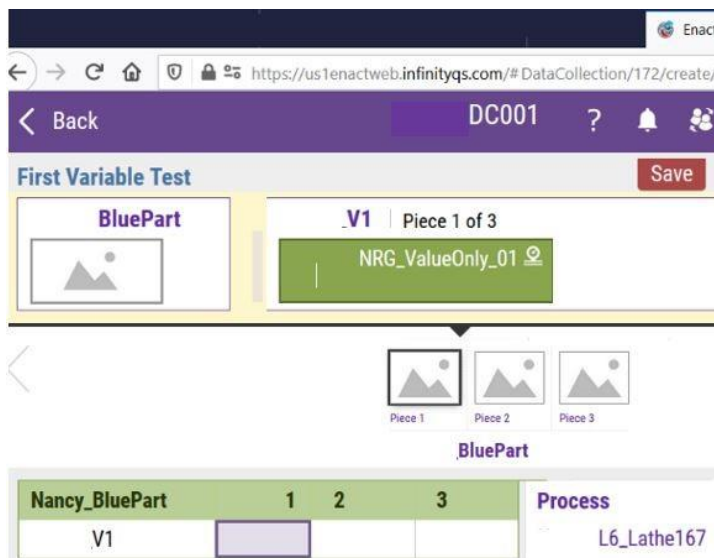 Enact
https://us1enactweb.infinityqs.com/#DataCollection/172/create/
Back
DC001
?
First Variable Test
Save
BluePart
V1
Piece 1 of 3
NRG_ValueOnly_01
Piece 1
Piece 2
Piece 3
BluePart
Nancy_BluePart 1 2 3
Process
V1
L6_Lathe167